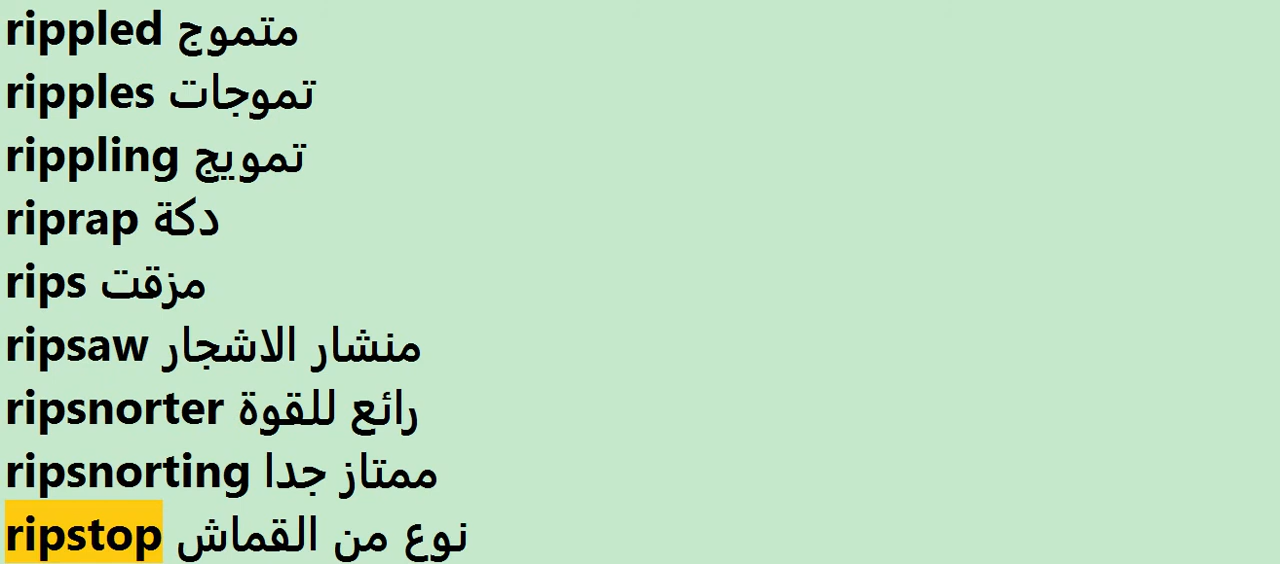 rippled متموج
ripples تموجات
rippling تمويج
riprap دكة
rips مزقت
ripsaw منشار الاشجار
ripsnorter رائع للقوة
ripsnorting ممتاز جدا
ripstop نوع من القماش